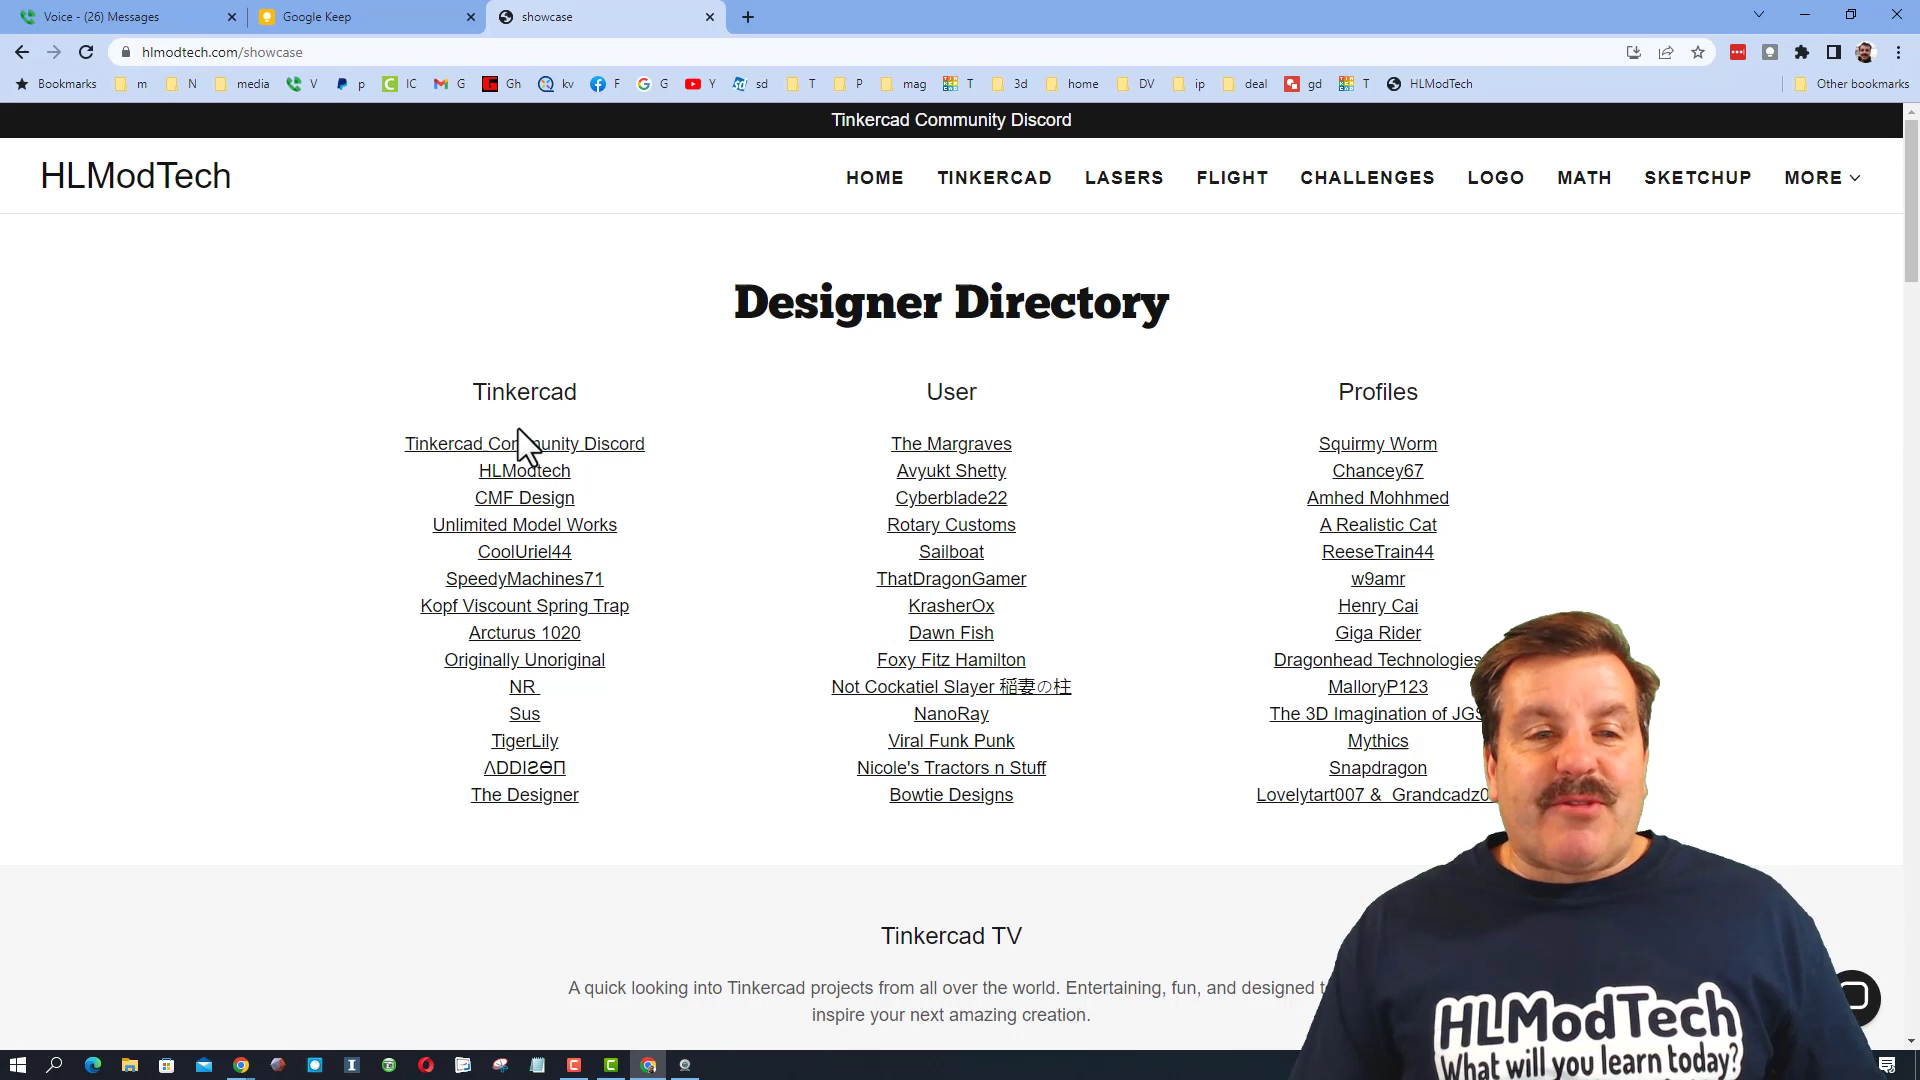 Voice - (26) Messages
Google Keep
showcase
hlmodtech.com/showcase
Bookmarks m N media V p IC G Gh kv F G Y sd T P mag T 3d home DV ip deal gd T HLModTech Other bookmarks
Tinkercad Community Discord
HLModTech
HOME TINKERCAD LASERS FLIGHT CHALLENGES LOGO MATH SKETCHUP MORE
Designer Directory
Tinkercad
Tinkercad Community Discord
HLModtech
CMF Design
Unlimited Model Works
CoolUriel44
SpeedyMachines71
Kopf Viscount Spring Trap
Arcturus 1020
Originally Unoriginal
NR
Sus
TigerLily
ΛDDIƧӨП
The Designer
User
The Margraves
Avyukt Shetty
Cyberblade22
Rotary Customs
Sailboat
ThatDragonGamer
KrasherOx
Dawn Fish
Foxy Fitz Hamilton
Not Cockatiel Slayer 稲妻の柱
NanoRay
Viral Funk Punk
Nicole's Tractors n Stuff
Bowtie Designs
Profiles
Squirmy Worm
Chancey67
Amhed Mohhmed
A Realistic Cat
ReeseTrain44
w9amr
Henry Cai
Giga Rider
Dragonhead Technologies
MalloryP123
The 3D Imagination of
Mythics
Snapdragon
Lovelytart007 &
Tinkercad TV
A quick looking into Tinkercad projects from all over the world. Entertaining, fun, and designed
inspire your next amazing creation.
HLModTech
What will you learn today?